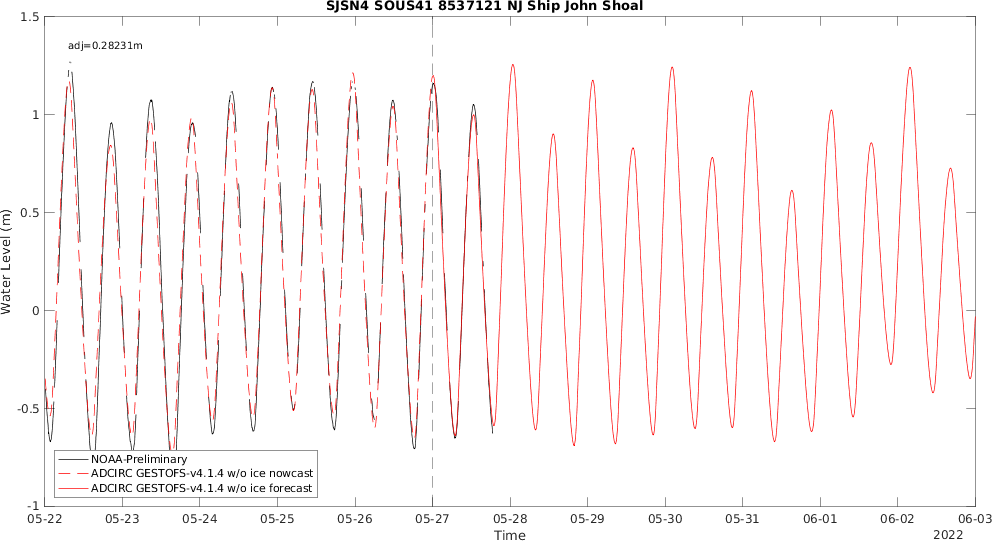 SJSN4 SOUS41 8537121 NJ Ship John Shoal
adj=0.28231m
1.5
1
0.5
0
-0.5
-1
Water Level (m)
NOAA-Preliminary
ADCIRC GESTOFS-v4.1.4 w/o ice nowcast
ADCIRC GESTOFS-v4.1.4 w/o ice forecast
05-22 05-23 05-24 05-25 05-26 05-27 05-28 05-29 05-30 05-31 06-01 06-02 06-03
Time
2022